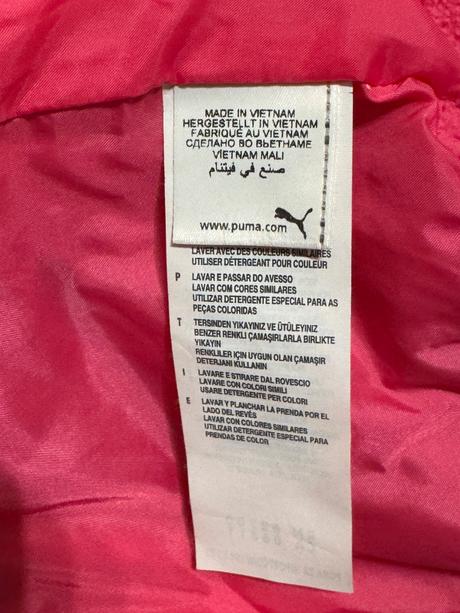 MADE IN VIETNAM
HERGESTELLT IN VIETNAM
FABRIQUÉ AU VIETNAM
СДЕЛАНО ВО ВЬЕТНАМЕ
VİETNAM MALI
صنع في فيتنام
www.puma.com
LAVER AVEC DES COULEURS SIMILAIRES
UTILISER DÉTERGEANT POUR COULEUR
P LAVAR E PASSAR DO AVESSO
LAVAR COM CORES SIMILARES
UTILIZAR DETERGENTE ESPECIAL PARA AS
PEÇAS COLORIDAS
T TERSINDEN YIKAYINIZ VE ÜTÜLEYINIZ
BENZER RENKLI ÇAMAŞIRLARLA BIRLIKTE
YIKAYIN
RENKLILER IÇIN UYGUN OLAN ÇAMAŞIR
DETERJANI KULLANIN
I LAVARE E STIRARE DAL ROVESCIO
LAVARE CON COLORI SIMILI
USARE DETERGENTE PER COLORI
E LAVAR Y PLANCHAR LA PRENDA POR EL
LADO DEL REVÉS
LAVAR CON COLORES SIMILARES
UTILIZAR DETERGENTE ESPECIAL PARA
PRENDAS DE COLOR